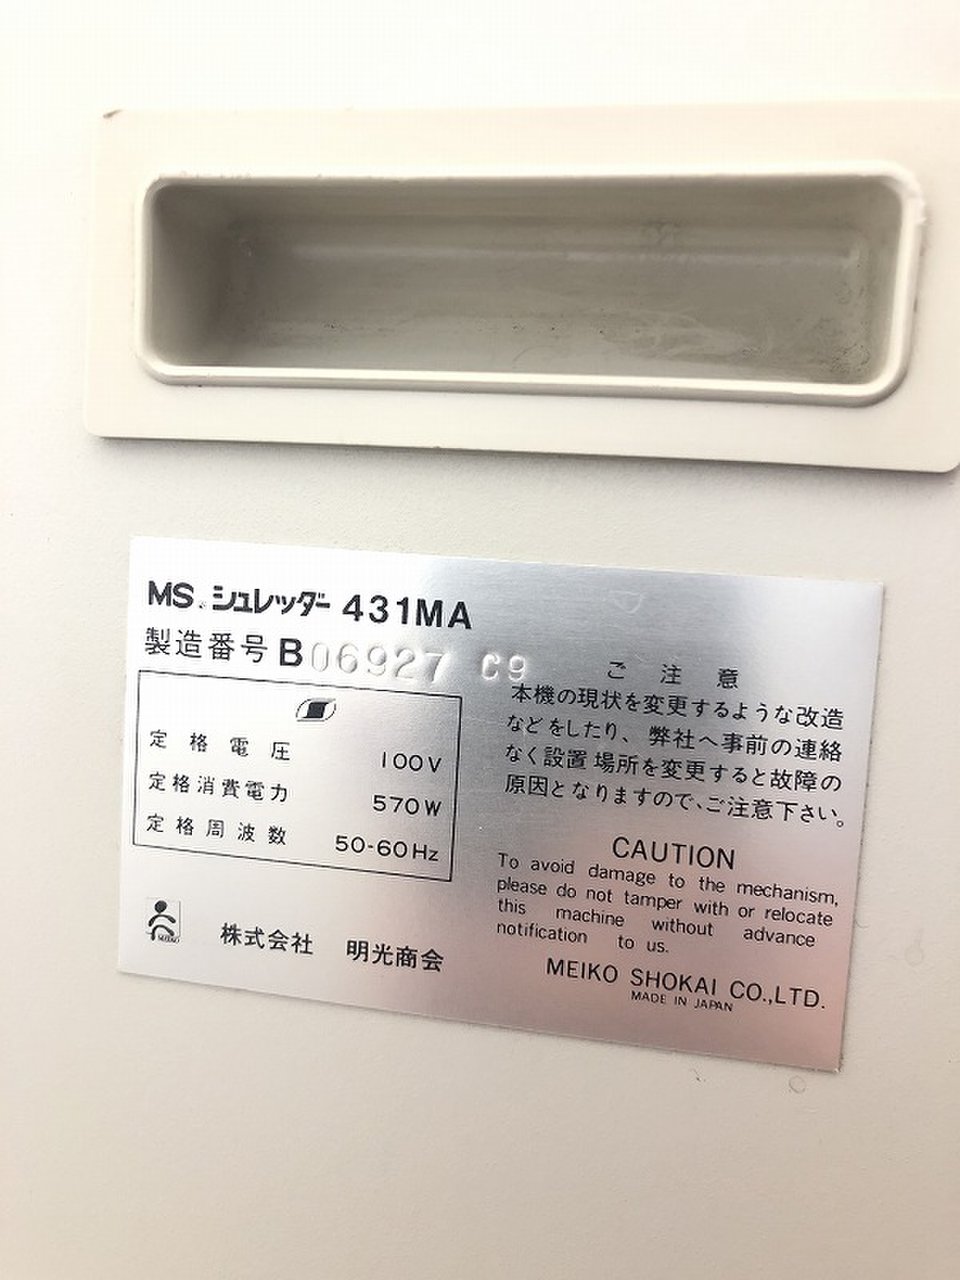 MS シュレッダー 431MA
製造番号 B06927 C9
定格電圧 100V
定格消費電力 570W
定格周波数 50-60Hz
株式会社 明光商会
ご注意
本機の現状を変更するような改造
などをしたり、弊社へ事前の連絡
なく設置場所を変更すると故障の
原因となりますので、ご注意下さい。
CAUTION
To avoid damage to the mechanism,
please do not tamper with or relocate
this machine without advance
notification to us.
MEIKO SHOKAI CO.,LTD.
MADE IN JAPAN